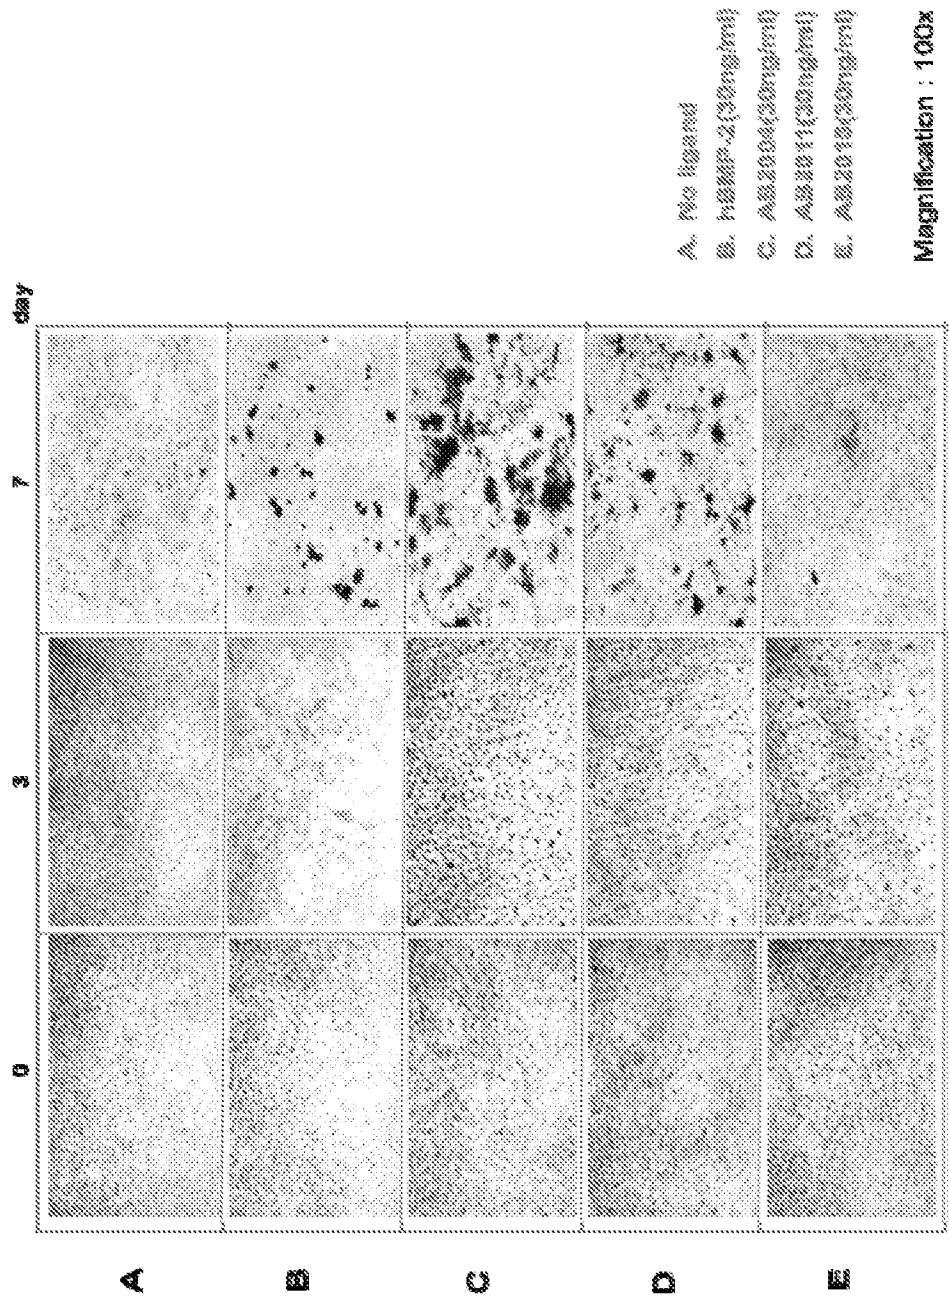 day
0 3 7
A
B
C
D
E
A. No ligand
B. hBMP-2(30ng/ml)
C. AB2004(30ng/ml)
D. AB2011(30ng/ml)
E. (30ng/ml)
Magnification : 100x